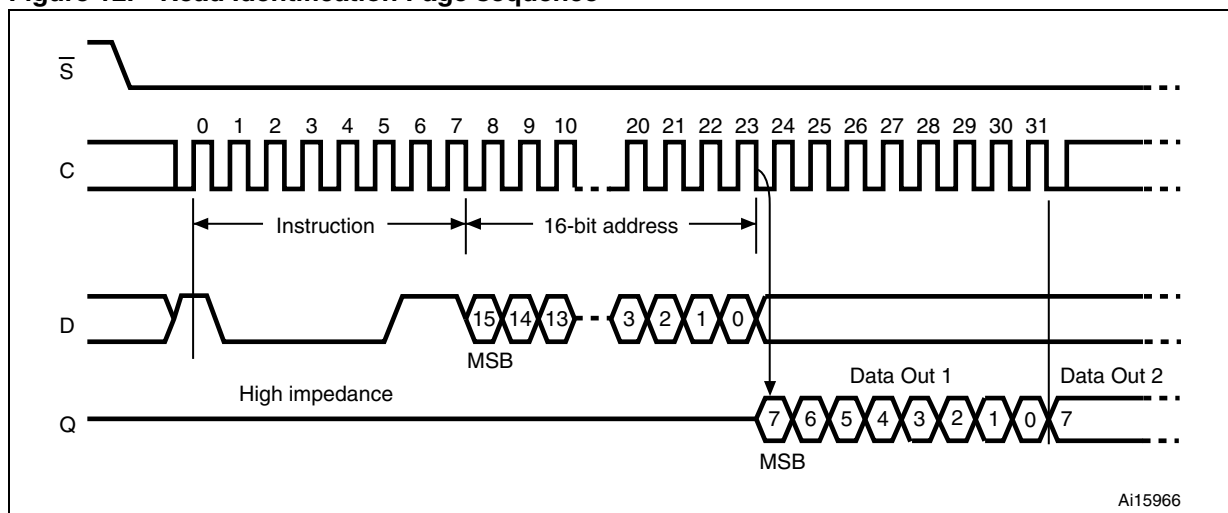 Figure 12. Read Identification Page sequence
S
0 1 2 3 4 5 6 7 8 9 10 20 21 22 23 24 25 26 27 28 29 30 31
C
Instruction 16-bit address
D 15 14 13 3 2 1 0
MSB
High impedance Data Out 1 Data Out 2
Q 7 6 5 4 3 2 1 0 7
MSB
Ai15966